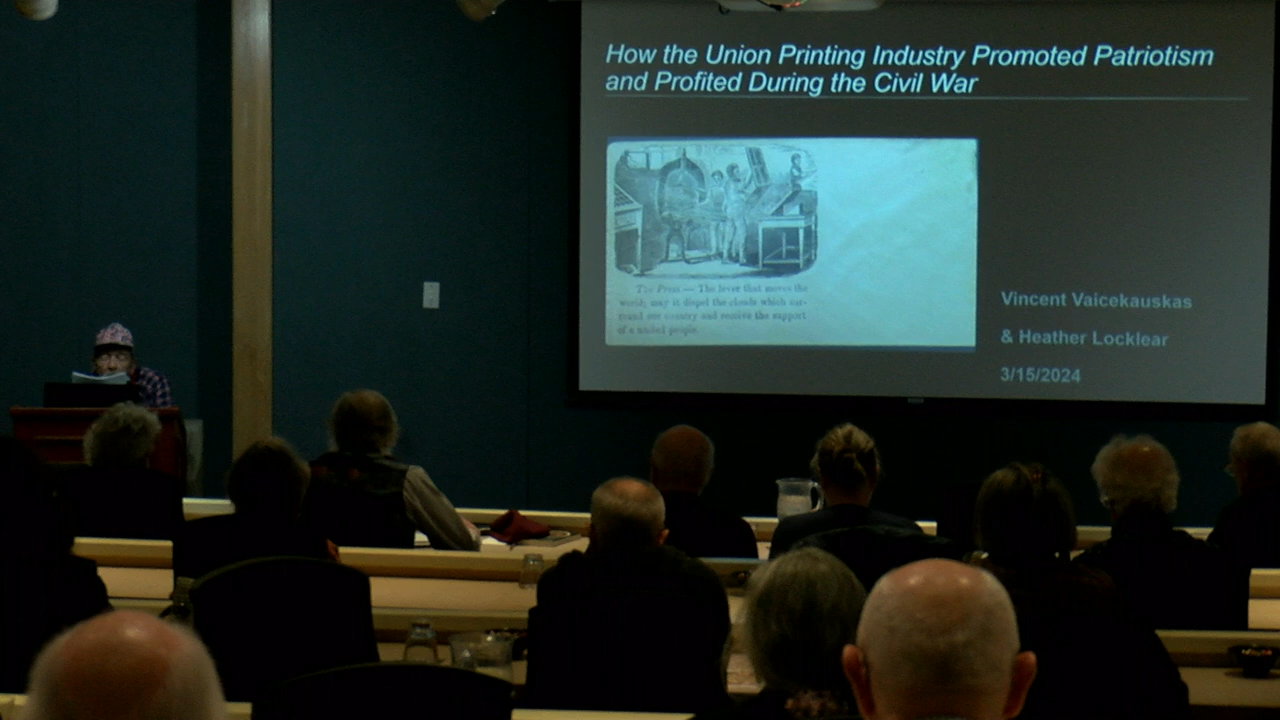 How the Union Printing Industry Promoted Patriotism
and Profited During the Civil War
The Press — The lever that moves the
world; may it dispel the clouds which sur-
round our country and receive the support
of a united people.
Vincent Vaicekauskas
& Heather Locklear
3/15/2024